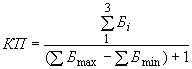 3
КП = ∑ Б_i
1
(∑ Б_max − ∑ Б_min) + 1